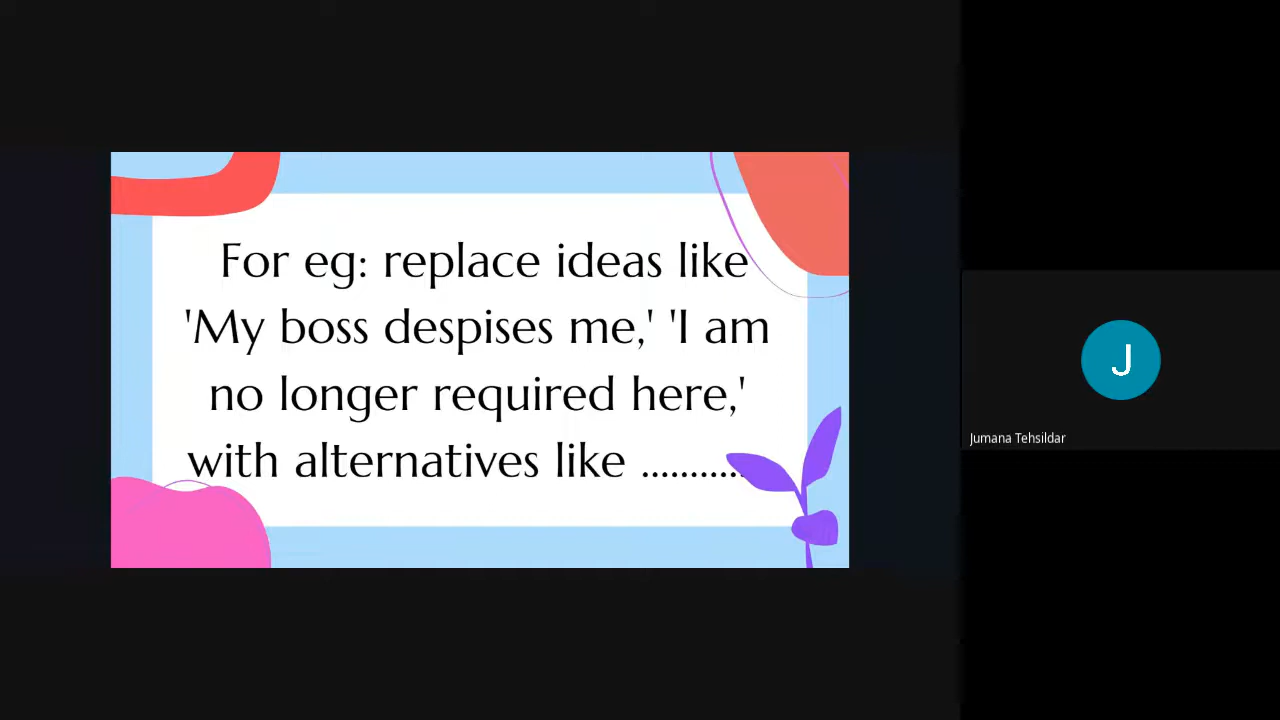 For eg: replace ideas like
'My boss despises me,' 'I am
no longer required here,'
with alternatives like ...........
J
Jumana Tehsildar